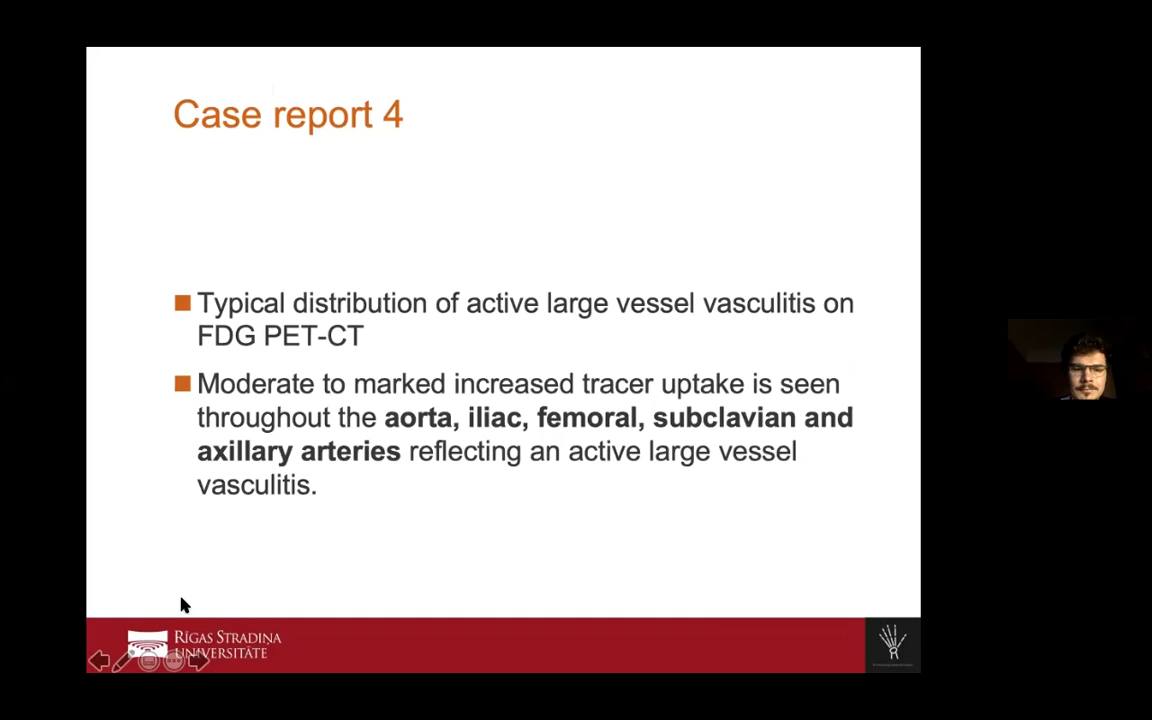 Case report 4
Typical distribution of active large vessel vasculitis on
FDG PET-CT
Moderate to marked increased tracer uptake is seen
throughout the aorta, iliac, femoral, subclavian and
axillary arteries reflecting an active large vessel
vasculitis.
RĪGAS STRADIŅA
UNIVERSITĀTE